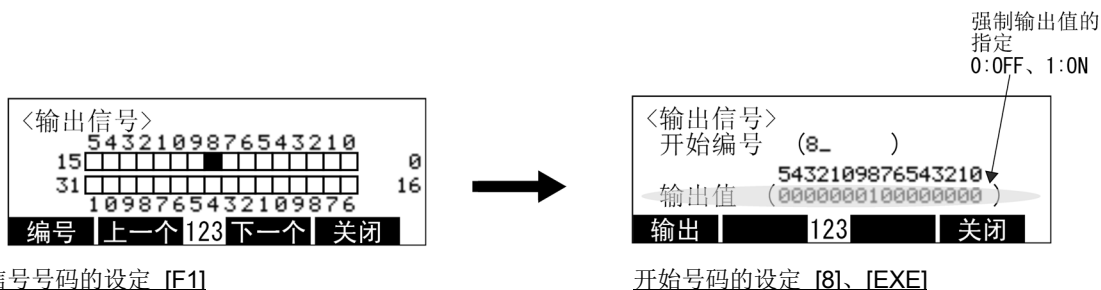 强制输出值的
指定
0:OFF、1:ON
〈输出信号〉
5432109876543210
15 0
31 16
1098765432109876
编号 上一个 123 下一个 关闭
信号号码的设定 [F1]
〈输出信号〉
开始编号 (8_ )
5432109876543210
输出值 (0000000100000000 )
输出 123 关闭
开始号码的设定 [8]、[EXE]